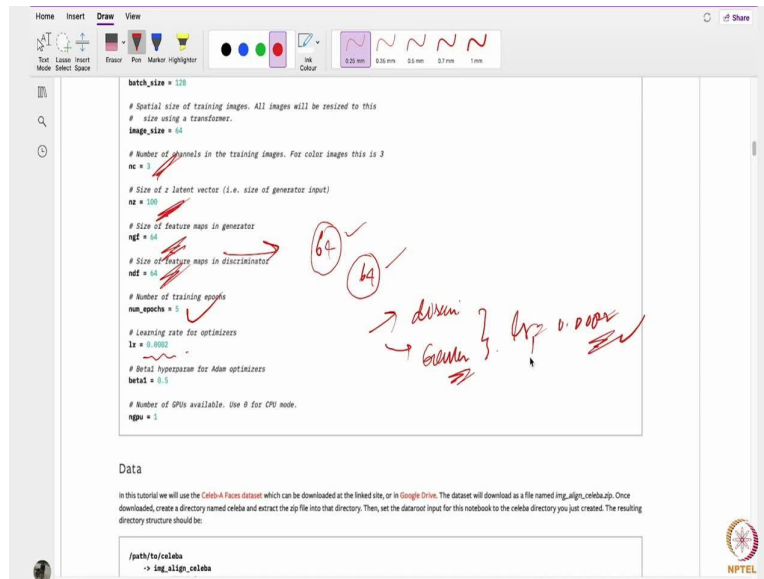 Home Insert Draw View
Share
Text Mode Lasso Select Insert Space Eraser Pen Marker Highlighter Ink Colour 0.25 mm 0.35 mm 0.5 mm 0.7 mm 1 mm
batch_size = 128
# Spatial size of training images. All images will be resized to this
# size using a transformer.
image_size = 64
# Number of channels in the training images. For color images this is 3
nc = 3
# Size of z latent vector (i.e. size of generator input)
nz = 100
# Size of feature maps in generator
ngf = 64
64
# Size of feature maps in discriminator
ndf = 64
64
# Number of training epochs
num_epochs = 5
# Learning rate for optimizers
lr = 0.0002
lr = 0.0002
# Beta1 hyperparam for Adam optimizers
beta1 = 0.5
# Number of GPUs available. Use 0 for CPU mode.
ngpu = 1
Data
In this tutorial we will use the Celeb-A Faces dataset which can be downloaded at the linked site, or in Google Drive. The dataset will download as a file named img_align_celeba.zip. Once
downloaded, create a directory named celeba and extract the zip file into that directory. Then, set the dataroot input for this notebook to the celeba directory you just created. The resulting
directory structure should be:
/path/to/celeba
-> img_align_celeba
NPTEL